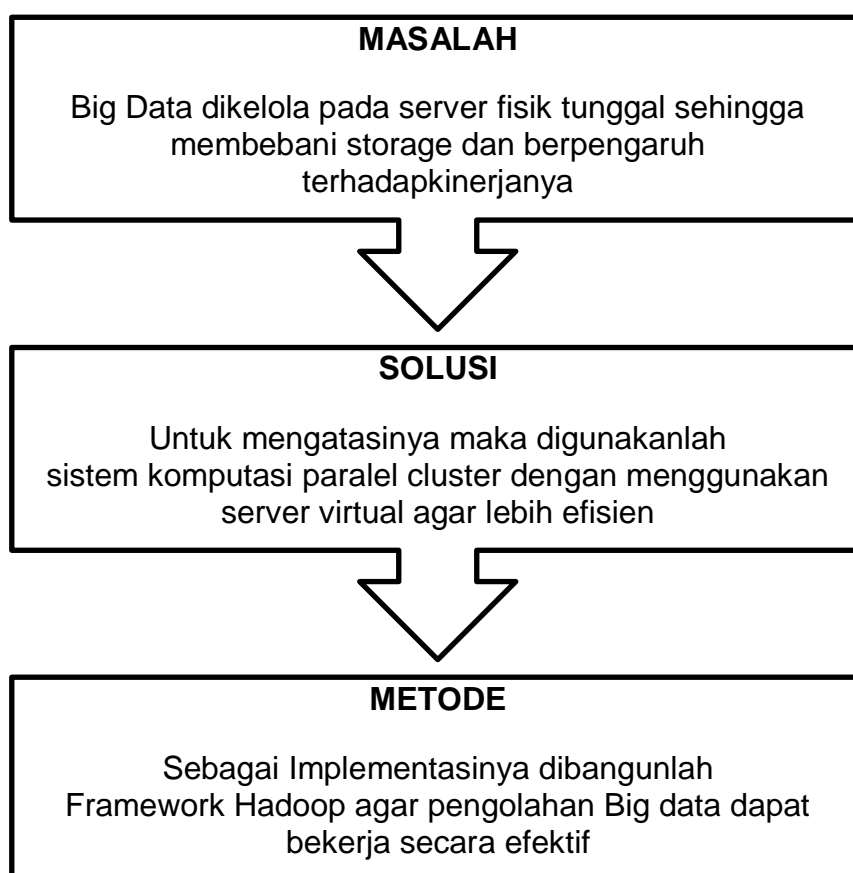 MASALAH
Big Data dikelola pada server fisik tunggal sehingga
membebani storage dan berpengaruh
terhadapkinerjanya
SOLUSI
Untuk mengatasinya maka digunakanlah
sistem komputasi paralel cluster dengan menggunakan
server virtual agar lebih efisien
METODE
Sebagai Implementasinya dibangunlah
Framework Hadoop agar pengolahan Big data dapat
bekerja secara efektif